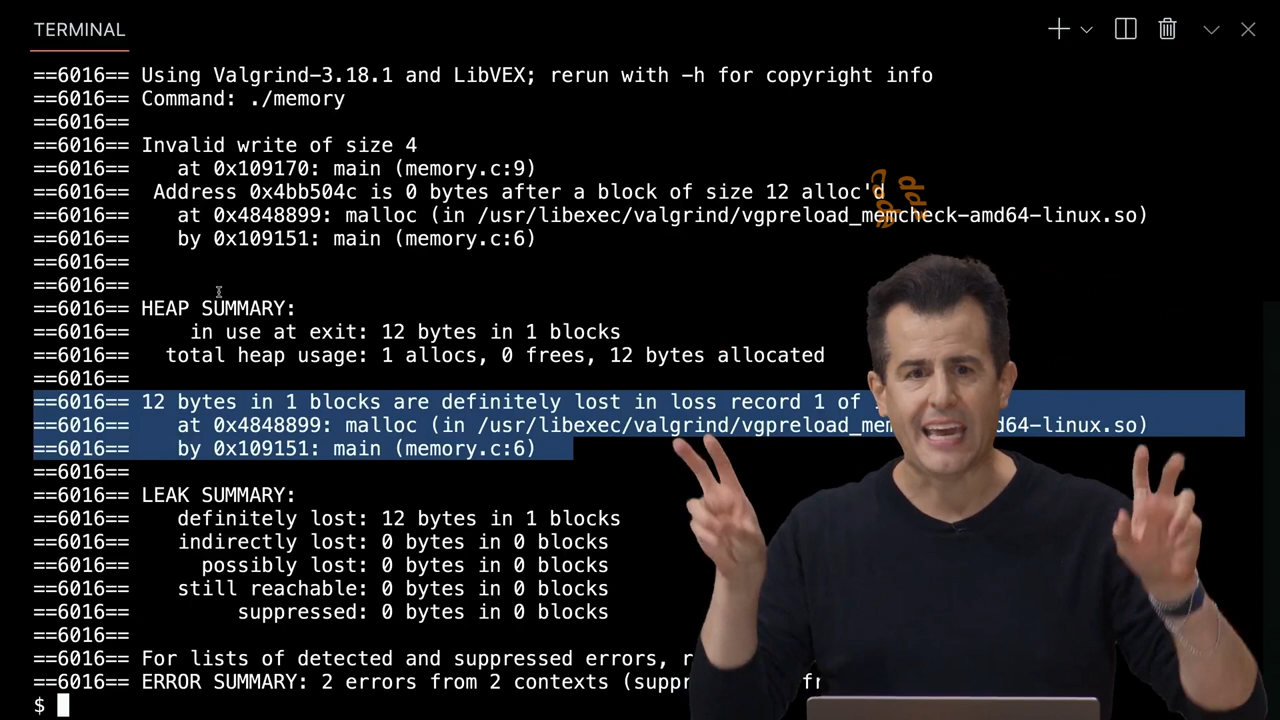 TERMINAL
==6016== Using Valgrind-3.18.1 and LibVEX; rerun with -h for copyright info
==6016== Command: ./memory
==6016==
==6016== Invalid write of size 4
==6016== at 0x109170: main (memory.c:9)
==6016== Address 0x4bb504c is 0 bytes after a block of size 12 alloc'd
==6016== at 0x4848899: malloc (in /usr/libexec/valgrind/vgpreload_memcheck-amd64-linux.so)
==6016== by 0x109151: main (memory.c:6)
==6016==
==6016==
==6016== HEAP SUMMARY:
==6016== in use at exit: 12 bytes in 1 blocks
==6016== total heap usage: 1 allocs, 0 frees, 12 bytes allocated
==6016==
==6016== 12 bytes in 1 blocks are definitely lost in loss record 1 of
==6016== at 0x4848899: malloc (in /usr/libexec/valgrind/vgpreload_mem d64-linux.so)
==6016== by 0x109151: main (memory.c:6)
==6016==
==6016== LEAK SUMMARY:
==6016== definitely lost: 12 bytes in 1 blocks
==6016== indirectly lost: 0 bytes in 0 blocks
==6016== possibly lost: 0 bytes in 0 blocks
==6016== still reachable: 0 bytes in 0 blocks
==6016== suppressed: 0 bytes in 0 blocks
==6016==
==6016== For lists of detected and suppressed errors,
==6016== ERROR SUMMARY: 2 errors from 2 contexts (supp
$